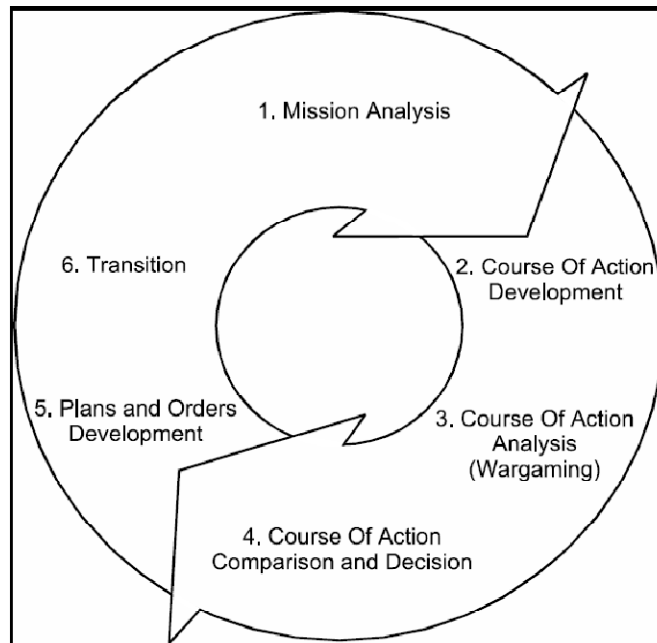 1. Mission Analysis
2. Course Of Action
Development
3. Course Of Action
Analysis
(Wargaming)
4. Course Of Action
Comparison and Decision
5. Plans and Orders
Development
6. Transition